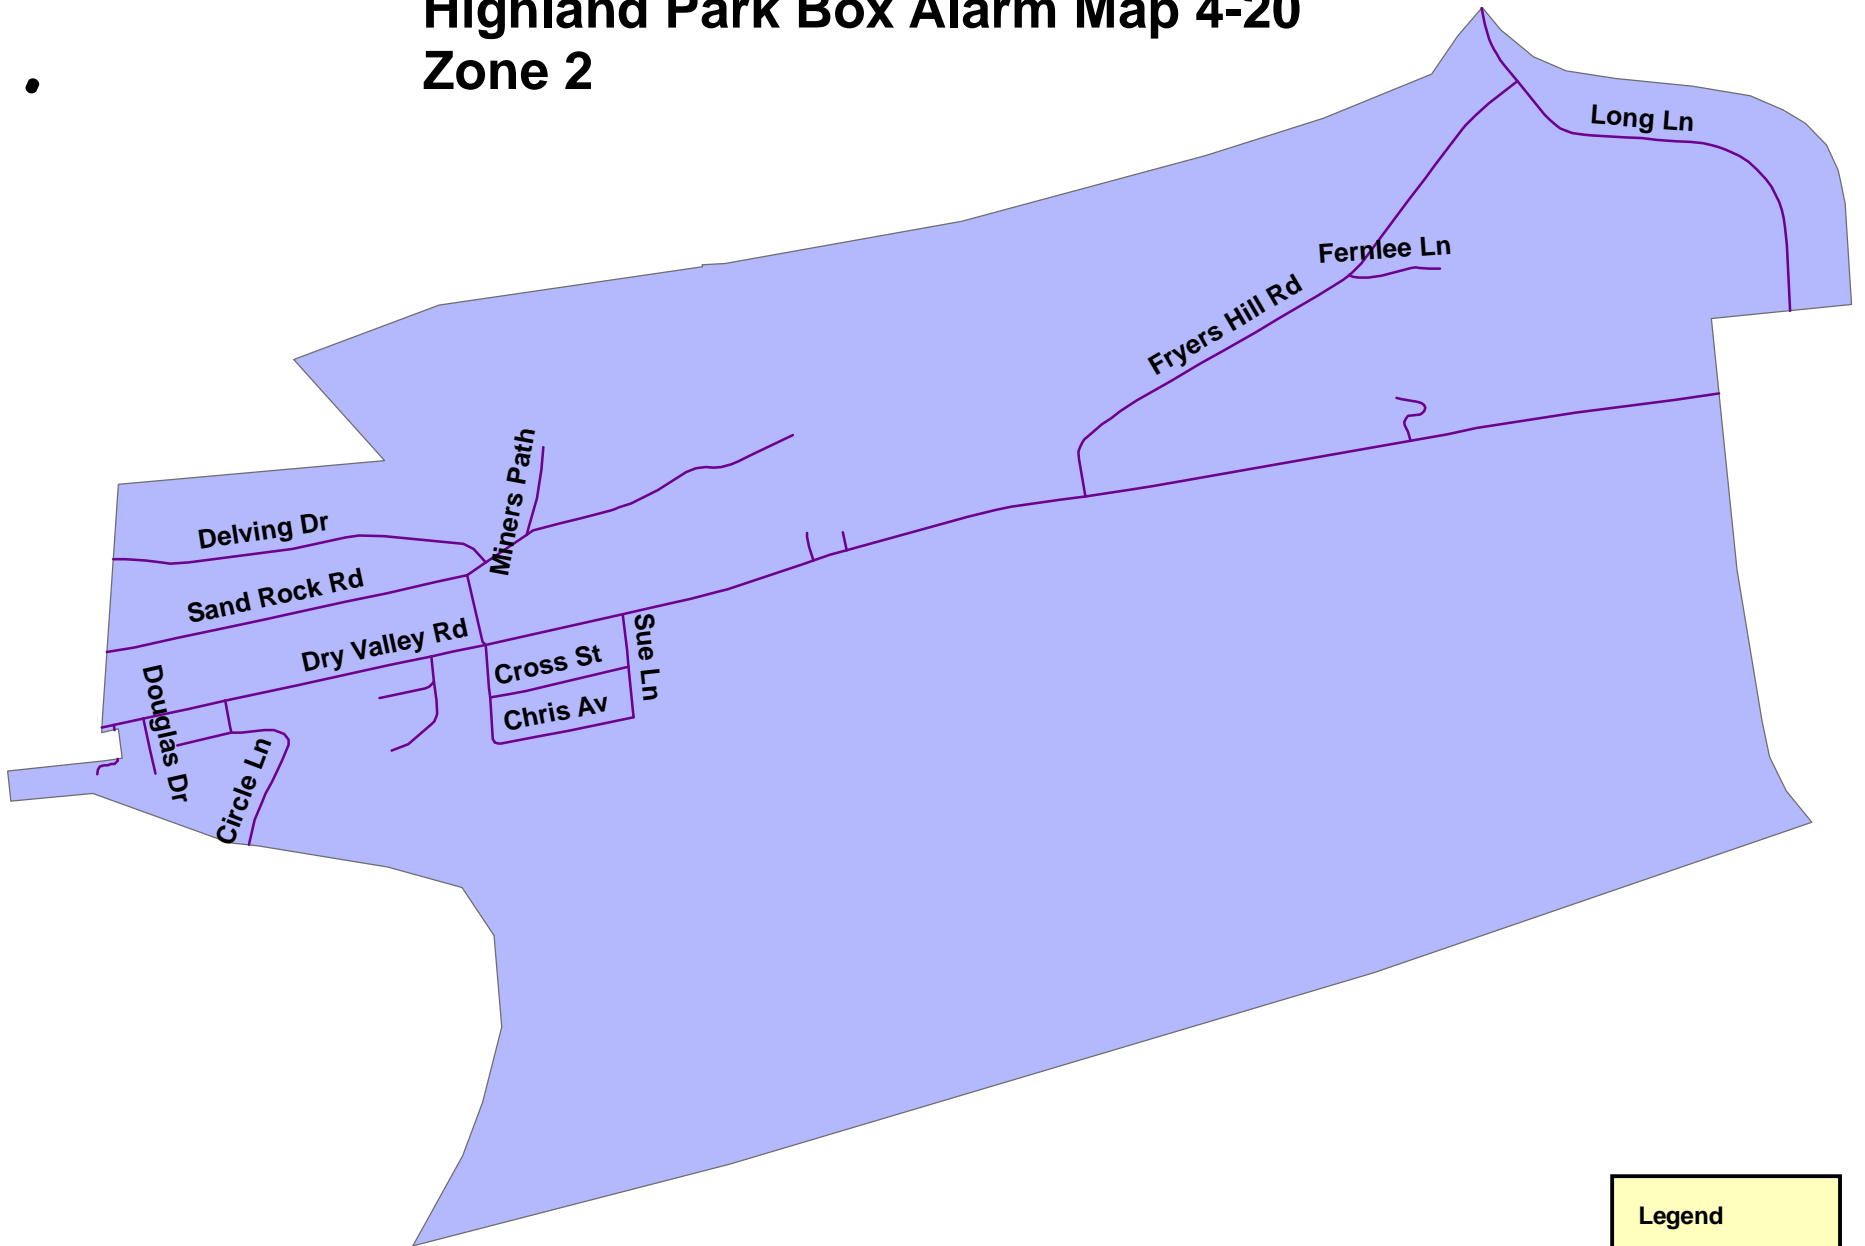 Highland Park Box Alarm Map 4-20
Zone 2
Long Ln
Fernlee Ln
Fryers Hill Rd
Miners Path
Delving Dr
Sand Rock Rd
Dry Valley Rd
Sue Ln
Cross St
Chris Av
Douglas Dr
Circle Ln
Legend